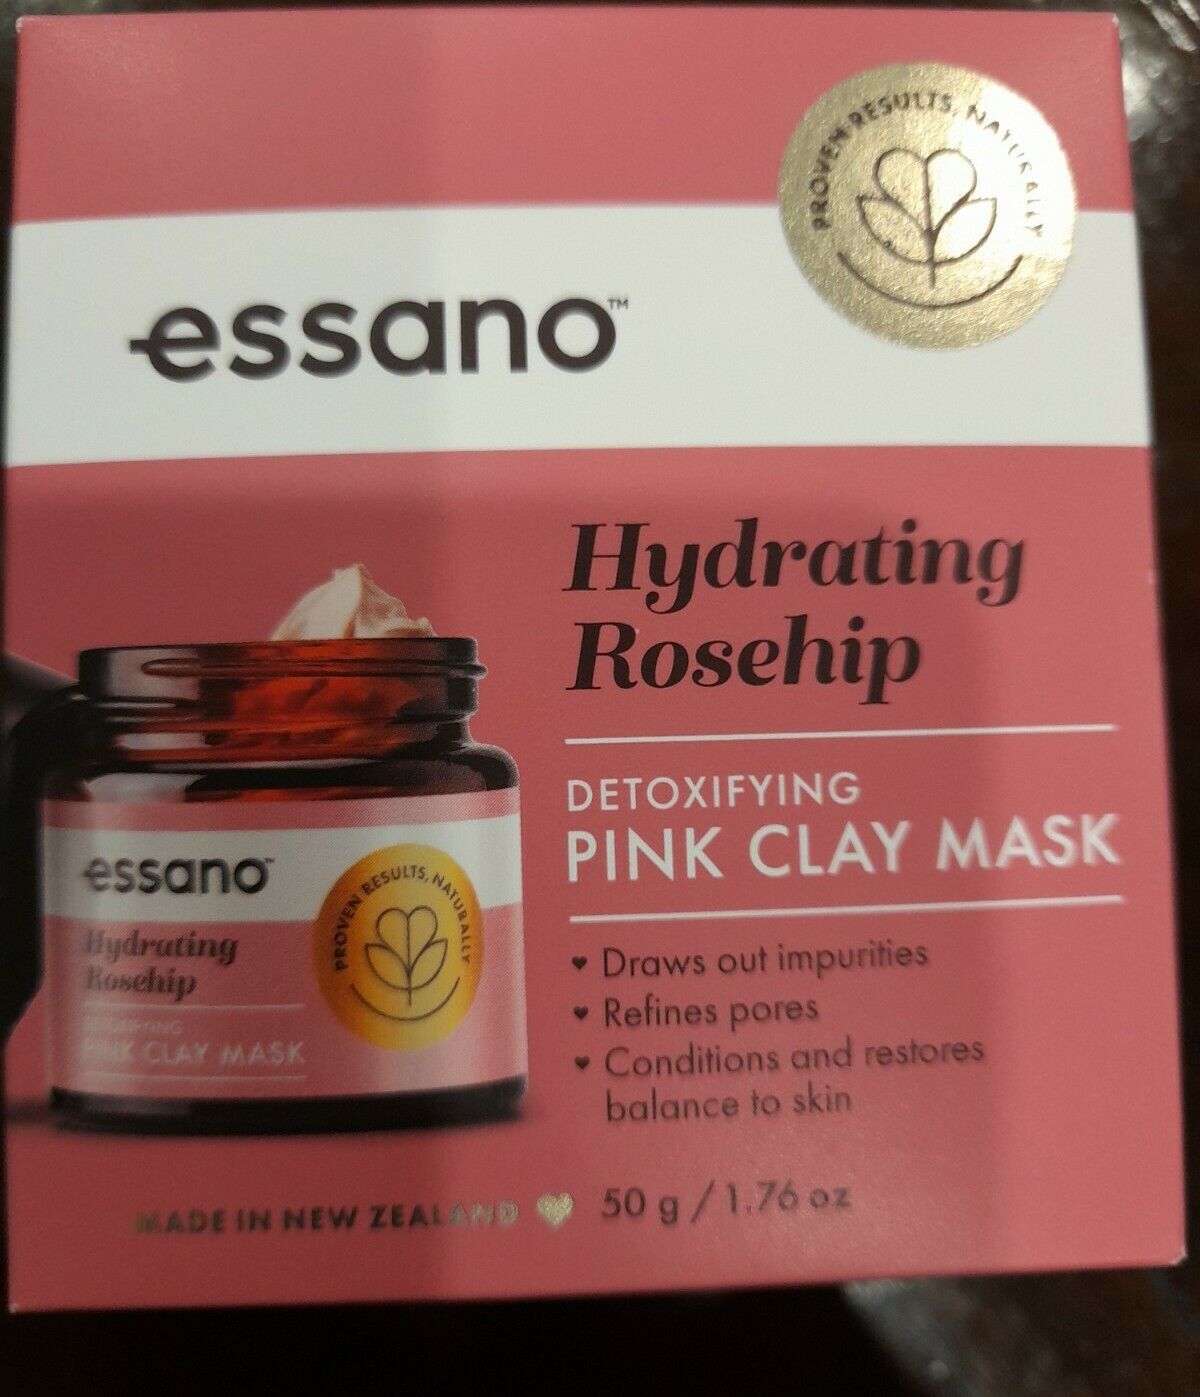 PROVEN RESULTS, NATURALLY
essano™
Hydrating
Rosehip
DETOXIFYING
PINK CLAY MASK
♥ Draws out impurities
♥ Refines pores
♥ Conditions and restores
balance to skin
essano™
PROVEN RESULTS, NATURALLY
Hydrating
Rosehip
DETOXIFYING
PINK CLAY MASK
MADE IN NEW ZEALAND
50 g / 1.76 oz